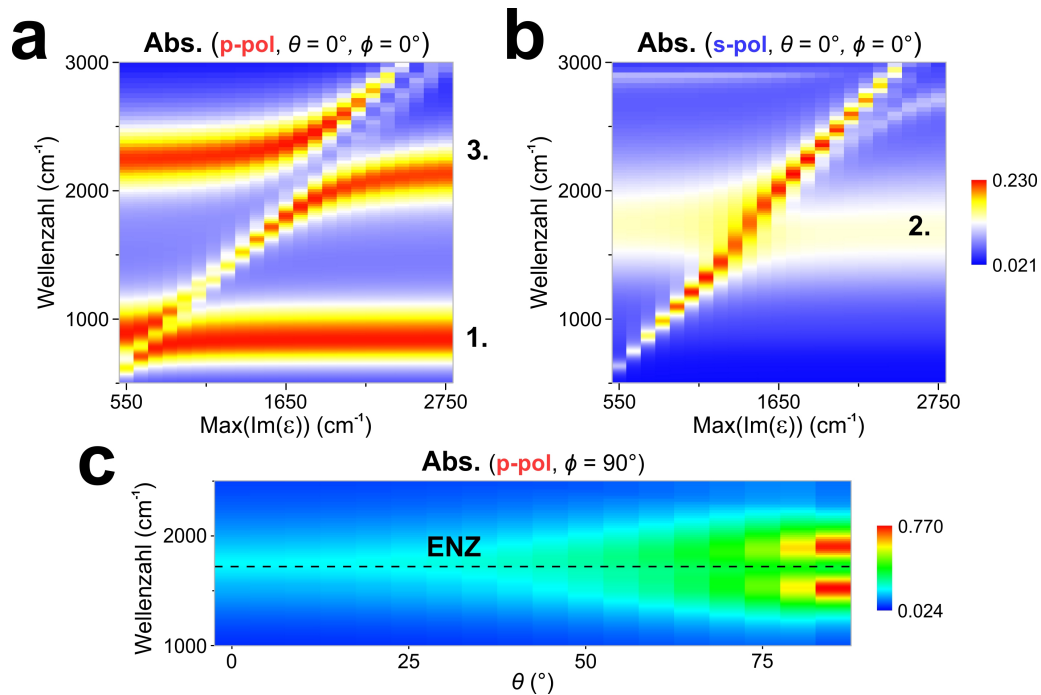 a
Abs. (p-pol, θ = 0°, ϕ = 0°)
3000
2000
1000
Wellenzahl (cm⁻¹)
3.
1.
550
1650
2750
Max(Im(ε)) (cm⁻¹)
b
Abs. (s-pol, θ = 0°, ϕ = 0°)
3000
2000
1000
Wellenzahl (cm⁻¹)
2.
550
1650
2750
Max(Im(ε)) (cm⁻¹)
0.230
0.021
c
Abs. (p-pol, ϕ = 90°)
2000
1000
Wellenzahl (cm⁻¹)
ENZ
0
25
50
75
θ (°)
0.770
0.024